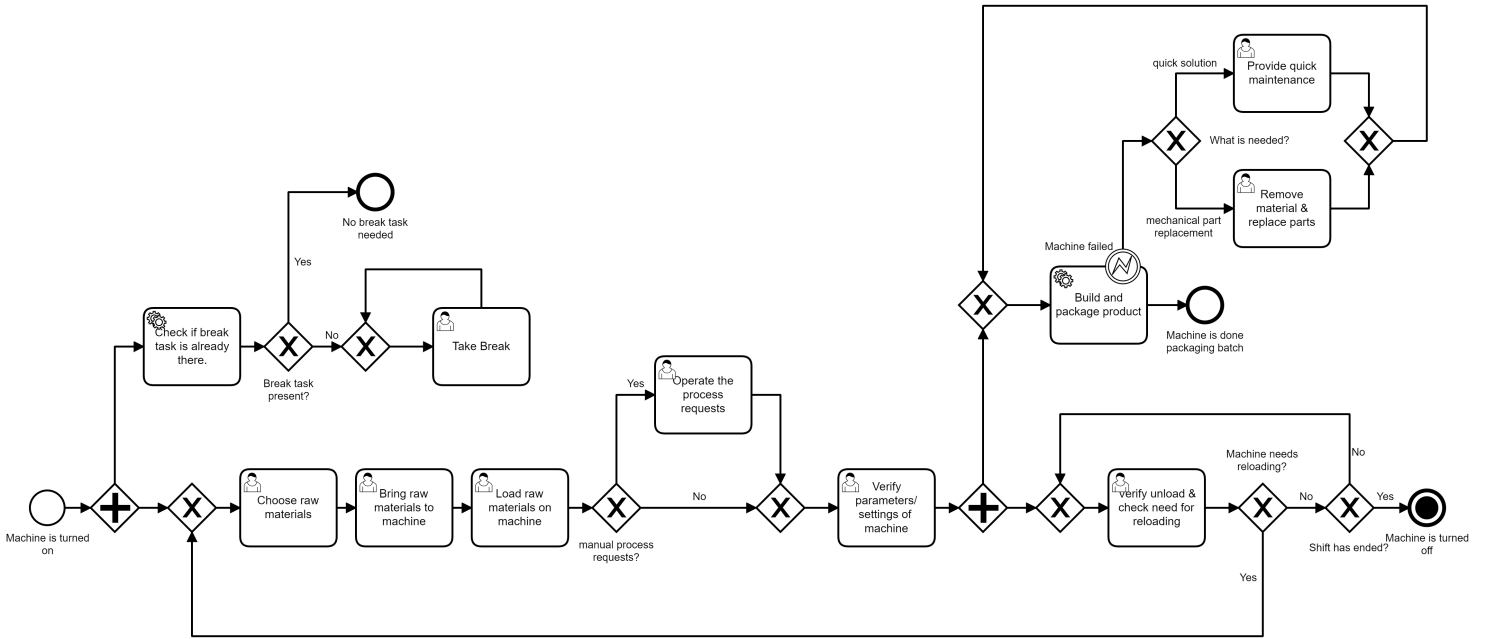 quick solution
Provide quick
maintenance
What is needed?
Remove
material &
replace parts
mechanical part
replacement
No break task
needed
Machine failed
Yes
Build and
package product
Machine is done
packaging batch
Check if break
task is already
there.
No
Take Break
Break task
present?
Yes
Operate the
process
requests
Machine needs
reloading?
No
Machine is turned
on
Choose raw
materials
Bring raw
materials to
machine
Load raw
materials on
machine
No
manual process
requests?
Verify
parameters/
settings of
machine
Verify unload &
check need for
reloading
No
Yes
Shift has ended?
Machine is turned
off
Yes